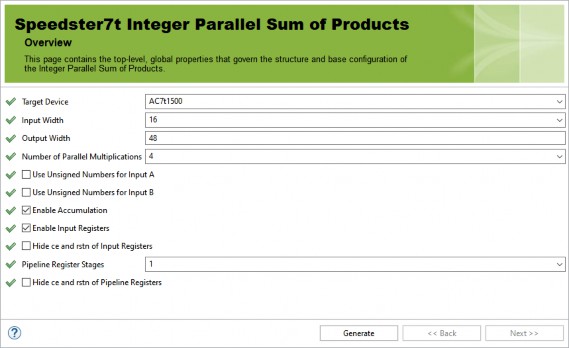 Speedster7t Integer Parallel Sum of Products
Overview
This page contains the top-level, global properties that govern the structure and base configuration of
the Integer Parallel Sum of Products.
Target Device AC7t1500
Input Width 16
Output Width 48
Number of Parallel Multiplications 4
Use Unsigned Numbers for Input A
Use Unsigned Numbers for Input B
Enable Accumulation
Enable Input Registers
Hide ce and rstn of Input Registers
Pipeline Register Stages 1
Hide ce and rstn of Pipeline Registers
? Generate << Back Next >>